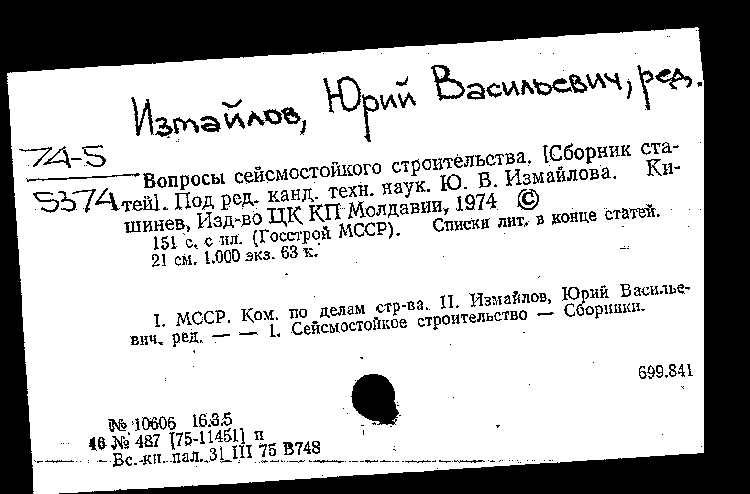 Измайлов, Юрий Васильевич, ред.
74-5
5374
Вопросы сейсмостойкого строительства. [Сборник ста-
тей]. Под ред. канд. техн. наук. Ю. В. Измайлова. Ки-
шинев, Изд-во ЦК КП Молдавии, 1974 ©
151 с. с ил. (Госстрой МССР). Списки лит. в конце статей.
21 см. 1.000 экз. 63 к.
I. МССР. Ком. по делам стр-ва. II. Измайлов, Юрий Василье-
вич, ред. — — 1. Сейсмостойкое строительство — Сборники.
699.841
№ 10606 16.3.5
46 № 487 [75-11451] п
Вс. кн. пал. 31 III 75 В748